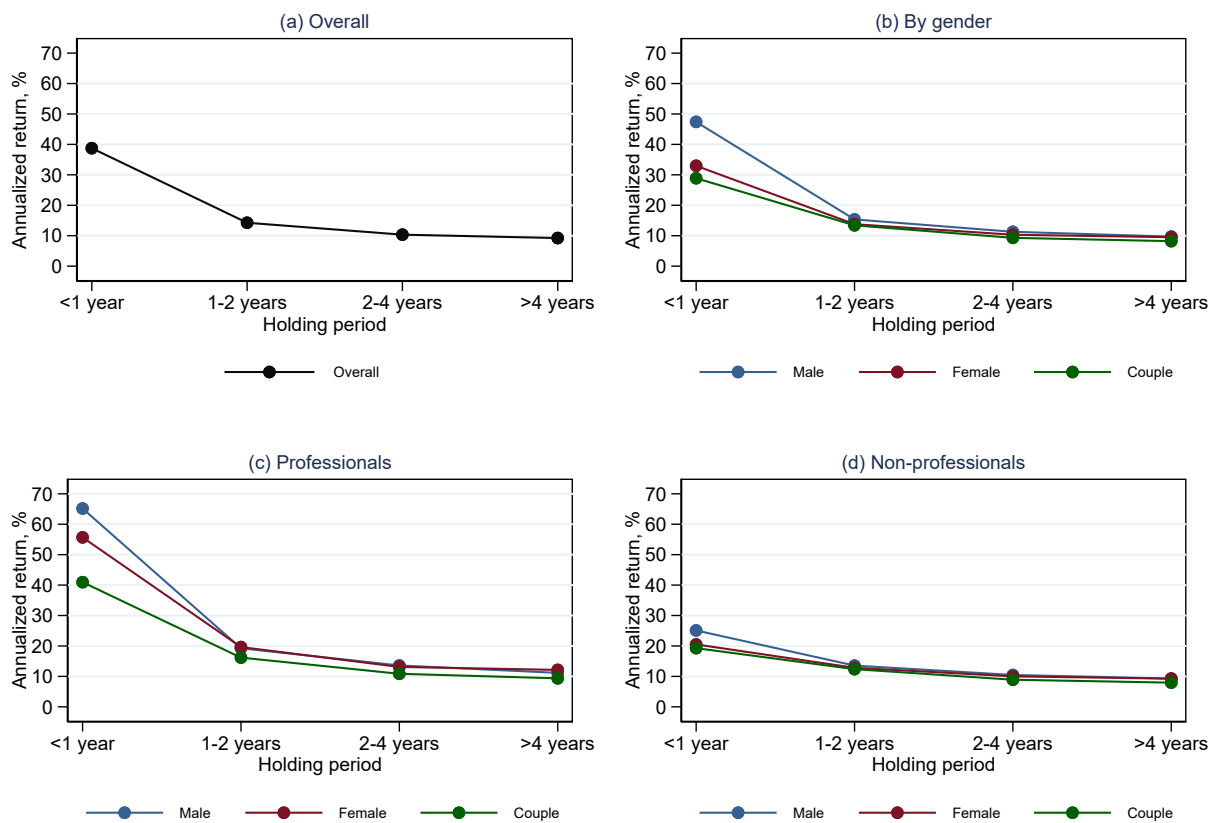 (a) Overall
Annualized return, %
70
60
50
40
30
20
10
0
<1 year 1-2 years 2-4 years >4 years
Holding period
Overall
(b) By gender
Annualized return, %
70
60
50
40
30
20
10
0
<1 year 1-2 years 2-4 years >4 years
Holding period
Male Female Couple
(c) Professionals
Annualized return, %
70
60
50
40
30
20
10
0
<1 year 1-2 years 2-4 years >4 years
Holding period
Male Female Couple
(d) Non-professionals
Annualized return, %
70
60
50
40
30
20
10
0
<1 year 1-2 years 2-4 years >4 years
Holding period
Male Female Couple